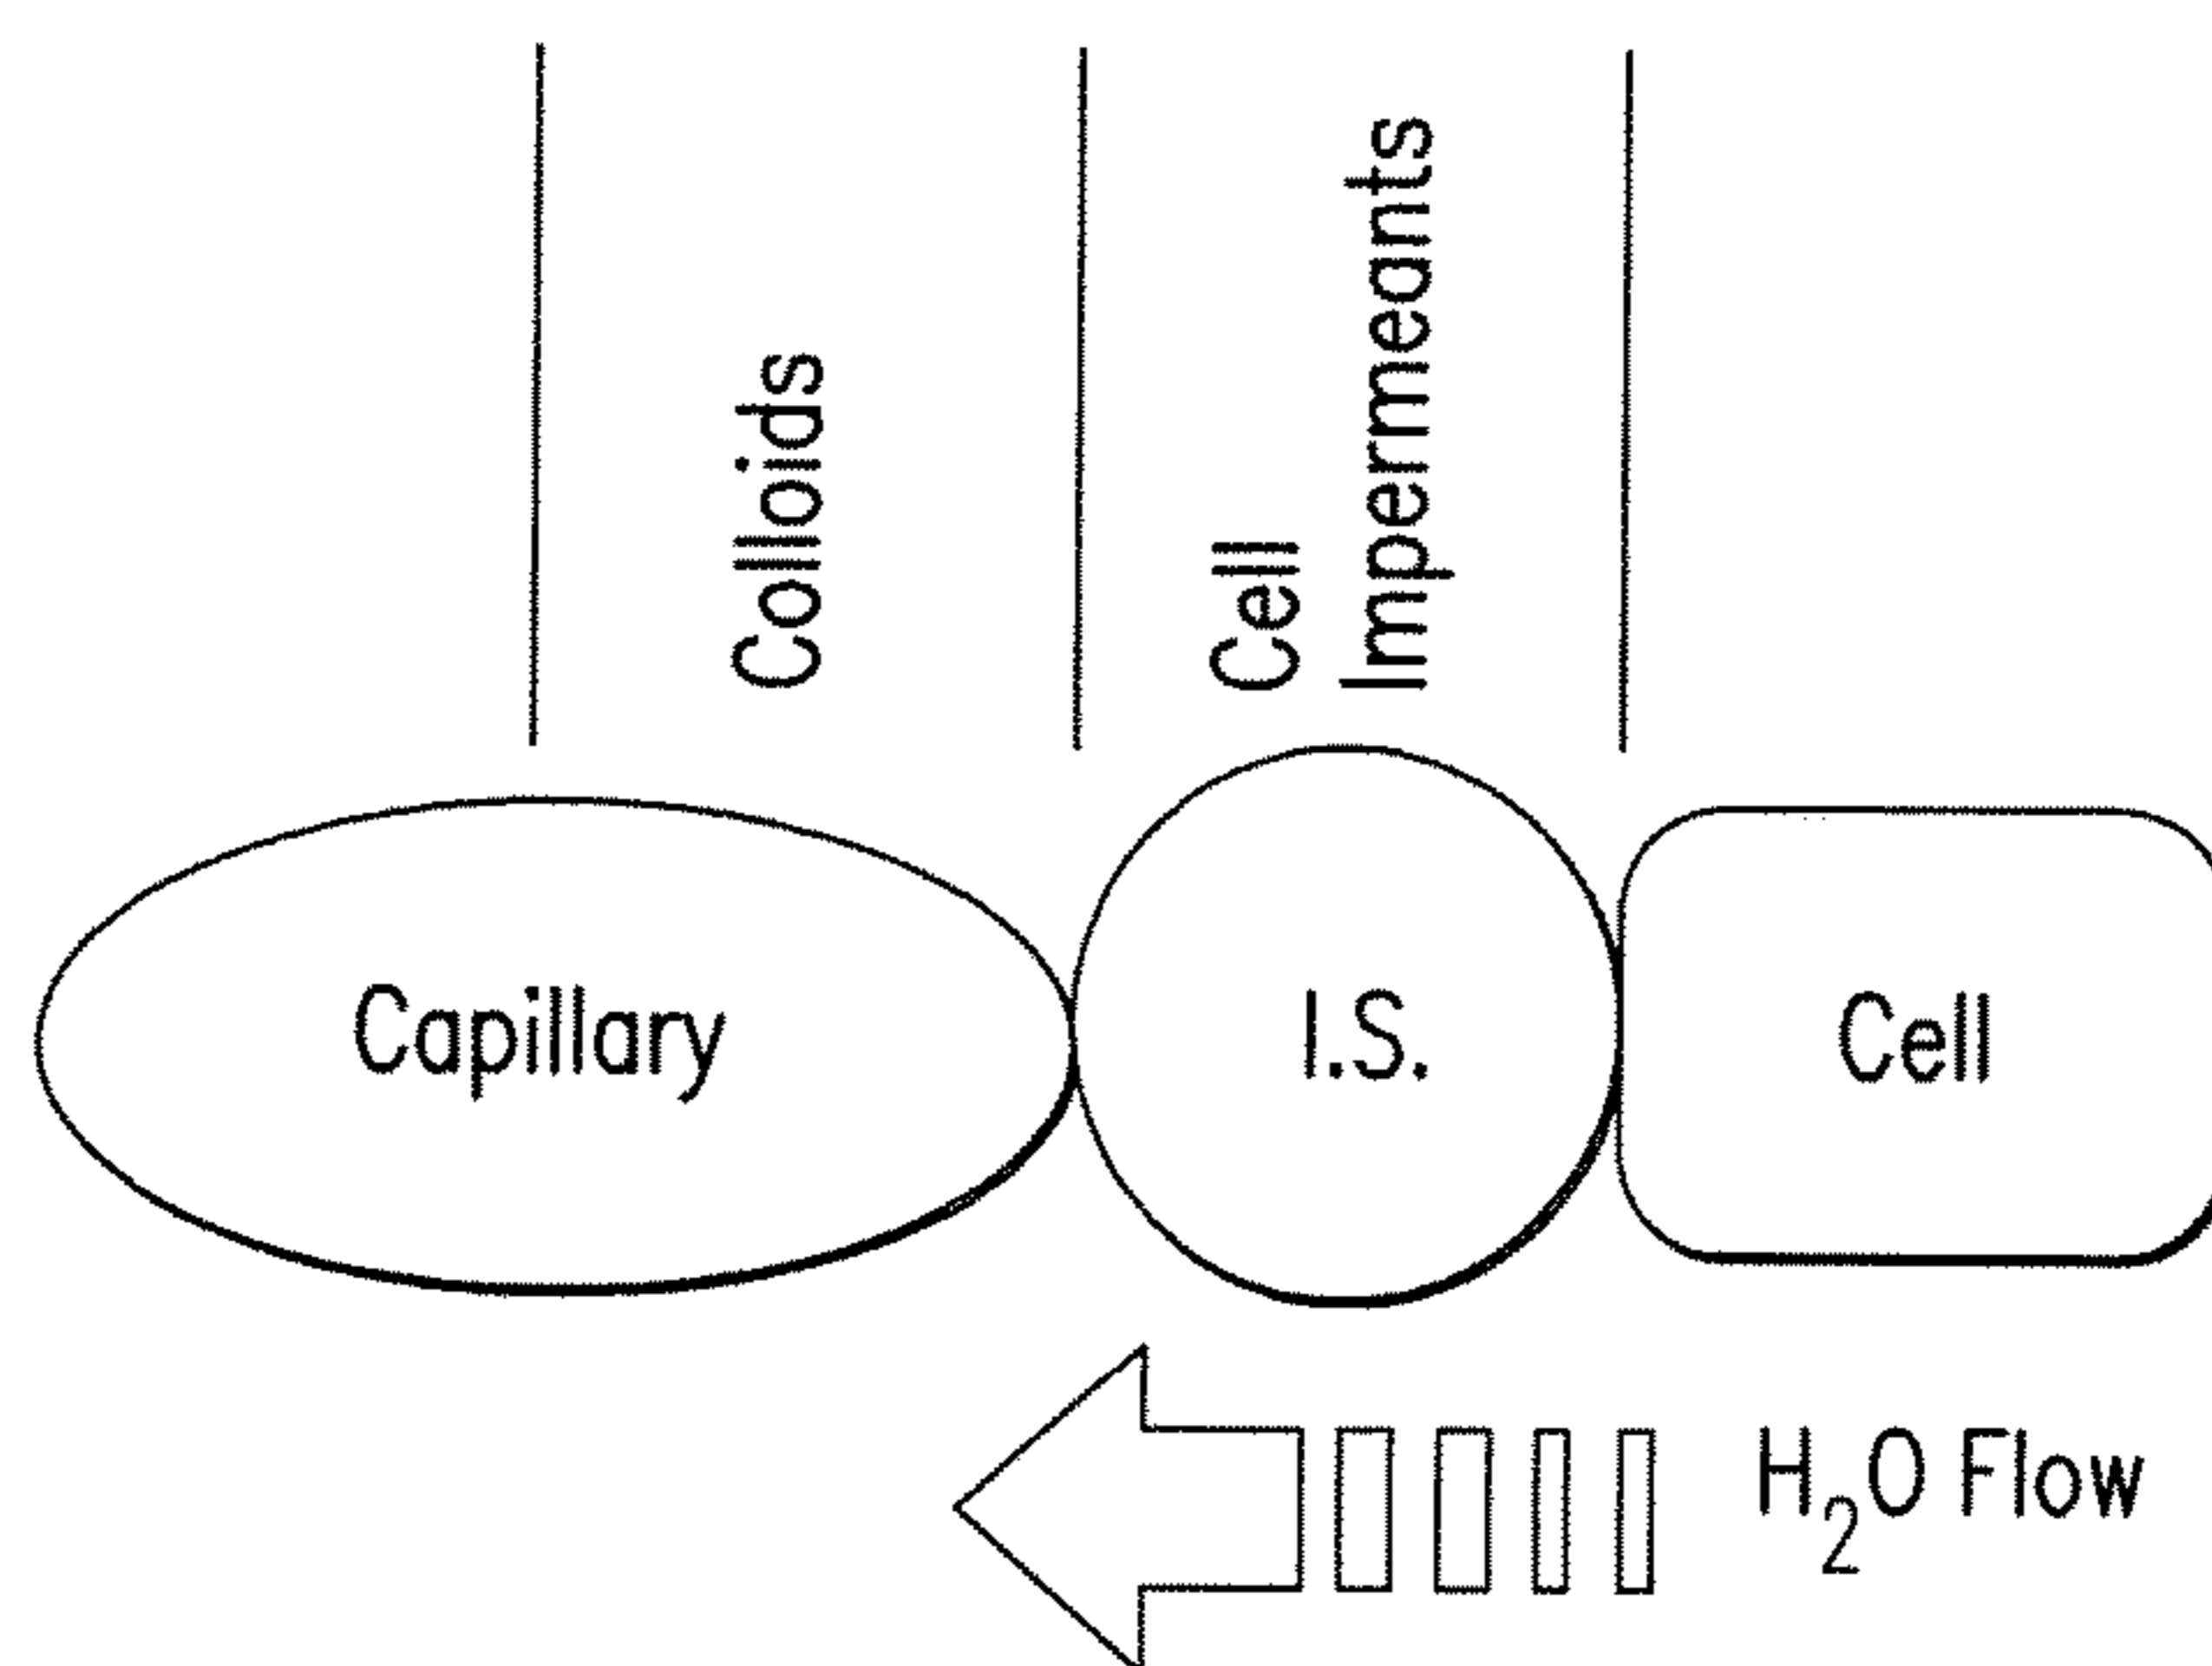 Colloids
Cell
Impermeants
Capillary
I.S.
Cell
H₂O Flow